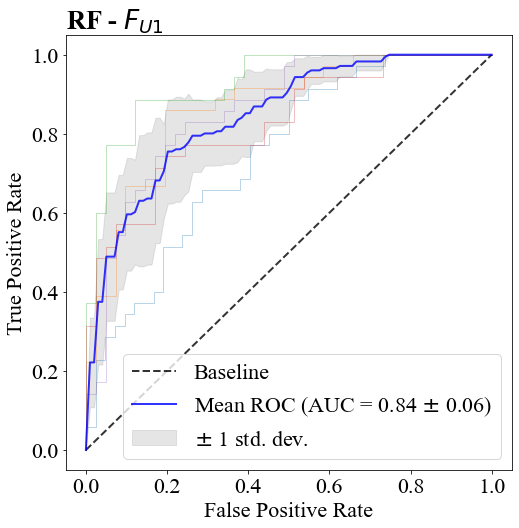 RF - F_{U1}
1.0
0.8
0.6
0.4
0.2
0.0
True Positive Rate
Baseline
Mean ROC (AUC = 0.84 ± 0.06)
± 1 std. dev.
0.0 0.2 0.4 0.6 0.8 1.0
False Positive Rate